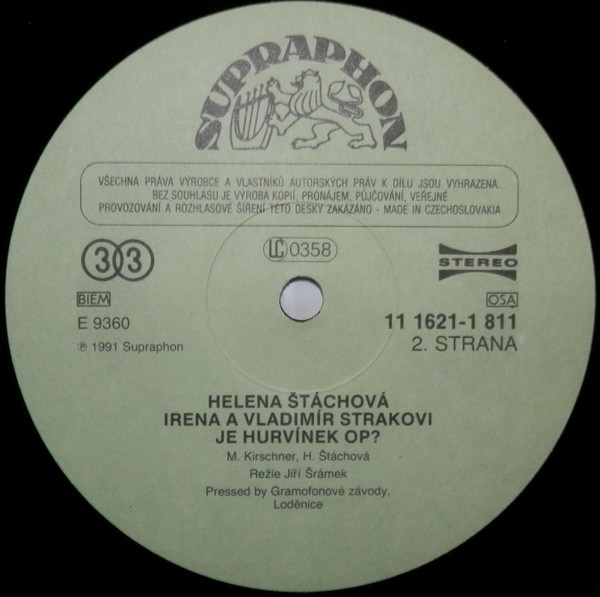 SUPRAPHON
VŠECHNA PRÁVA VÝROBCE A VLASTNÍKŮ AUTORSKÝCH PRÁV K DÍLU JSOU VYHRAZENA.
BEZ SOUHLASU JE VÝROBA KOPIÍ, PRONÁJEM, PŮJČOVÁNÍ, VEŘEJNÉ
PROVOZOVÁNÍ A ROZHLASOVÉ ŠÍŘENÍ TÉTO DESKY ZAKÁZÁNO - MADE IN CZECHOSLOVAKIA
33
LC 0358
STEREO
BIEM
OSA
E 9360
11 1621-1 811
℗ 1991 Supraphon
2. STRANA
HELENA ŠTÁCHOVÁ
IRENA A VLADIMÍR STRAKOVI
JE HURVÍNEK OP?
M. Kirschner, H. Štáchová
Režie Jiří Šrámek
Pressed by Gramofonové závody,
Loděnice